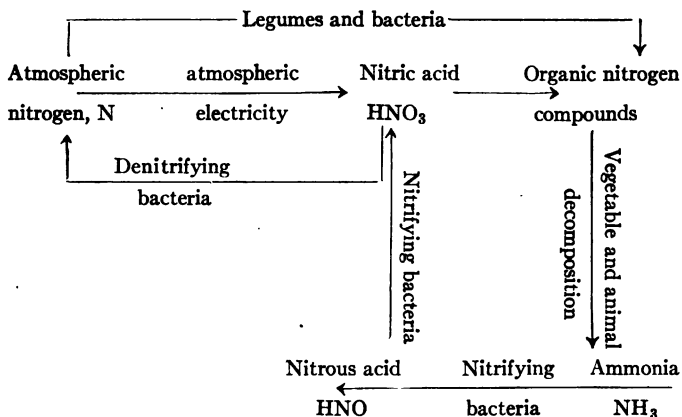 Legumes and bacteria
Atmospheric atmospheric Nitric acid Organic nitrogen
nitrogen, N electricity HNO₃ compounds
Denitrifying
bacteria
Nitrifying bacteria
Vegetable and animal
decomposition
Nitrous acid Nitrifying Ammonia
HNO bacteria NH₃